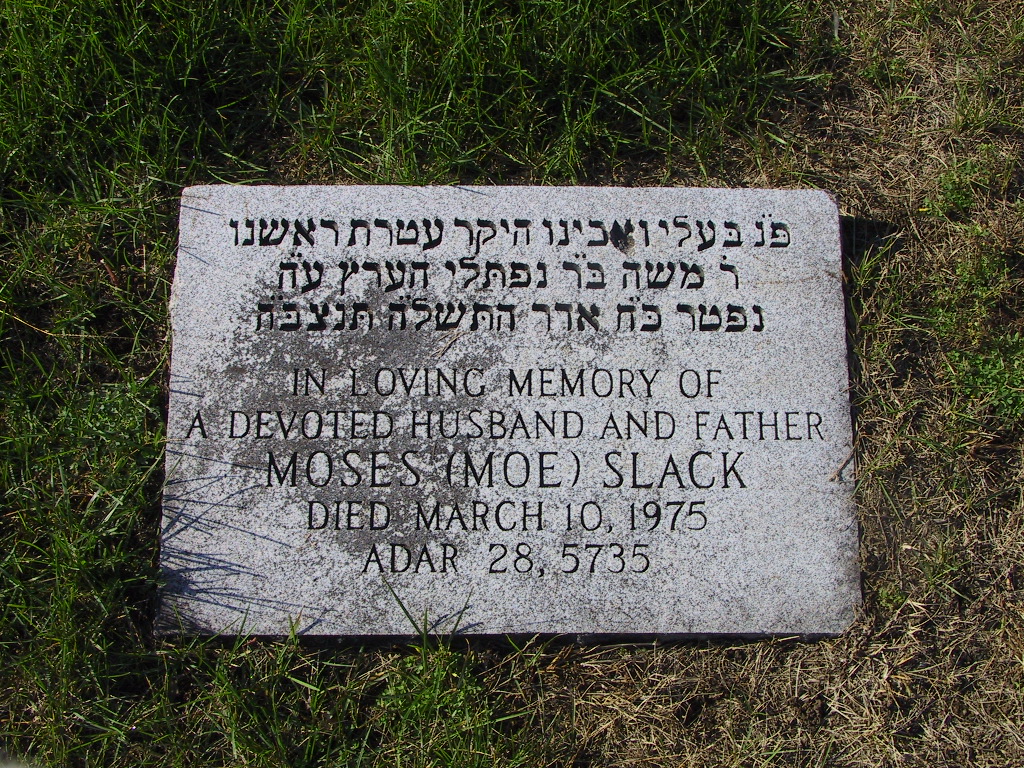 פ״נ בעלי ואבינו היקר עטרת ראשנו
ר׳ משה ב״ר נפתלי הערץ ע״ה
נפטר כ״ח אדר התשל״ה תנצב״ה
IN LOVING MEMORY OF
A DEVOTED HUSBAND AND FATHER
MOSES (MOE) SLACK
DIED MARCH 10, 1975
ADAR 28, 5735